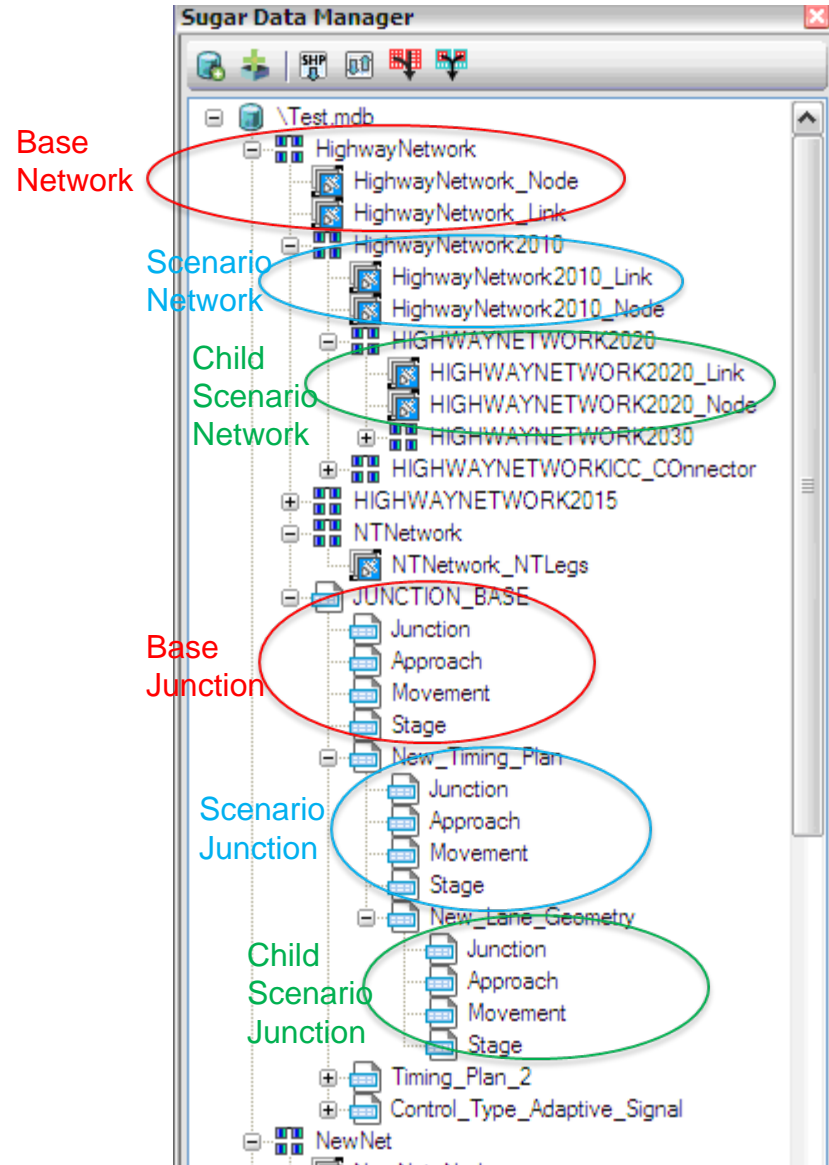 Sugar Data Manager
SHP
\Test.mdb
Base
Network
HighwayNetwork
HighwayNetwork_Node
HighwayNetwork_Link
HighwayNetwork2010
Scenario
Network
HighwayNetwork2010_Link
HighwayNetwork2010_Node
HIGHWAYNETWORK2020
Child
Scenario
Network
HIGHWAYNETWORK2020_Link
HIGHWAYNETWORK2020_Node
HIGHWAYNETWORK2030
HIGHWAYNETWORKICC_COnnector
HIGHWAYNETWORK2015
NTNetwork
NTNetwork_NTLegs
JUNCTION_BASE
Base
Junction
Junction
Approach
Movement
Stage
New_Timing_Plan
Scenario
Junction
Junction
Approach
Movement
Stage
New_Lane_Geometry
Child
Scenario
Junction
Junction
Approach
Movement
Stage
Timing_Plan_2
Control_Type_Adaptive_Signal
NewNet